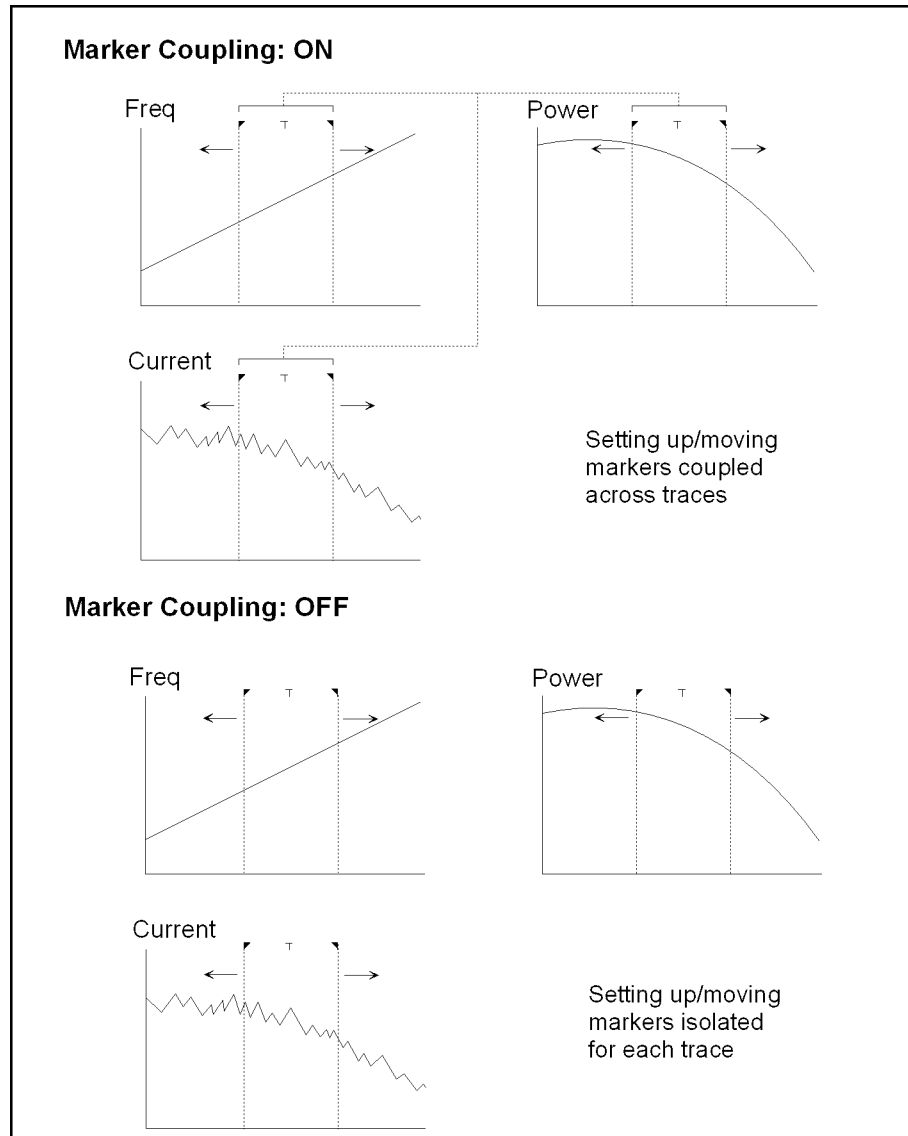 Marker Coupling: ON
Freq
T
Power
T
Current
T
Setting up/moving
markers coupled
across traces
Marker Coupling: OFF
Freq
T
Power
T
Current
T
Setting up/moving
markers isolated
for each trace